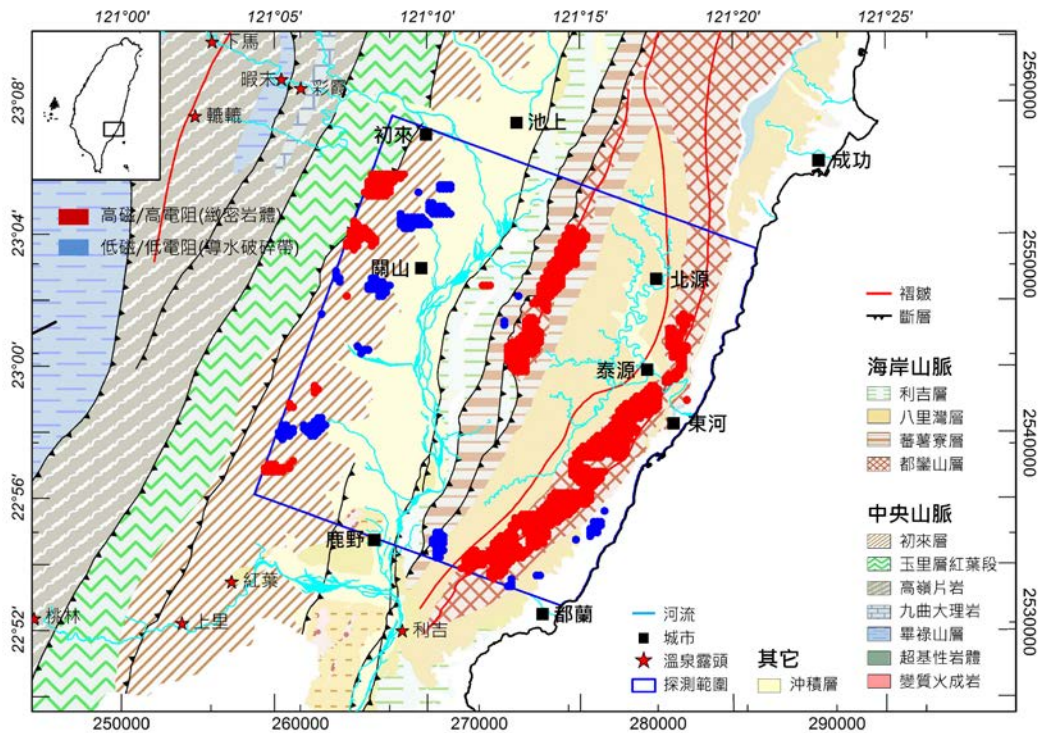 121°00'
121°05'
121°10'
121°15'
121°20'
121°25'
下馬
暇末
彩霞
轆轆
初來
池上
成功
高磁/高電阻(緻密岩體)
低磁/低電阻(導水破碎帶)
關山
北源
泰源
東河
鹿野
紅葉
桃林
上里
利吉
都蘭
23°08'
23°04'
23°00'
22°56'
22°52'
2560000
2550000
2540000
2530000
褶皺
斷層
海岸山脈
利吉層
八里灣層
蕃薯寮層
都鑾山層
中央山脈
初來層
玉里層紅葉段
高嶺片岩
九曲大理岩
畢祿山層
超基性岩體
變質火成岩
河流
城市
溫泉露頭
探測範圍
其它
沖積層
250000
260000
270000
280000
290000